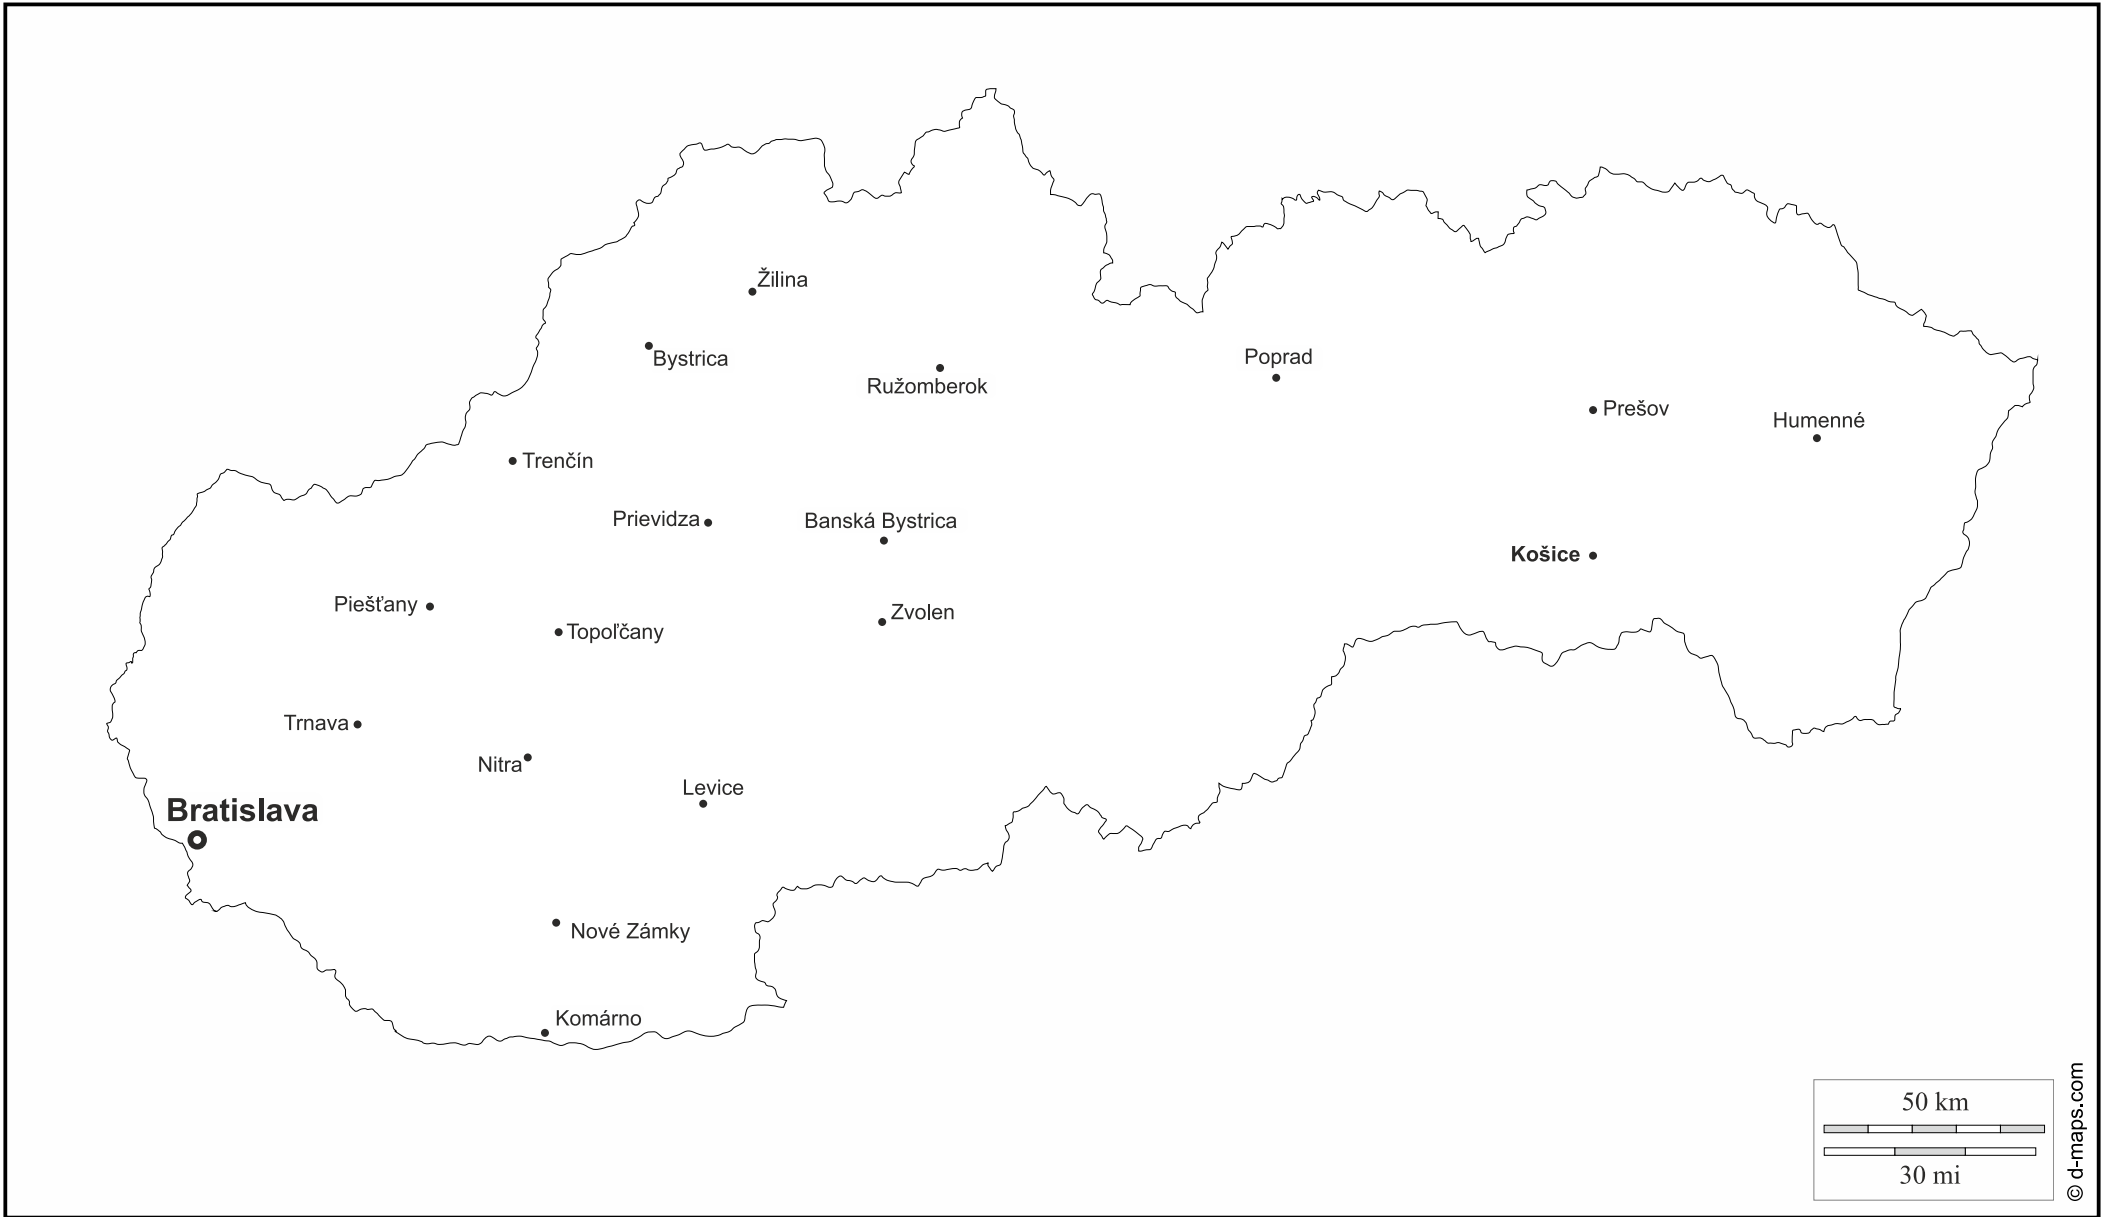 Žilina
Bystrica
Ružomberok
Poprad
Prešov
Humenné
Trenčín
Prievidza
Banská Bystrica
Košice
Piešťany
Topoľčany
Zvolen
Trnava
Nitra
Levice
Bratislava
Nové Zámky
Komárno
50 km
30 mi
© d-maps.com